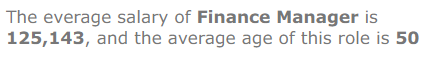 The everage salary of Finance Manager is
125,143, and the average age of this role is 50